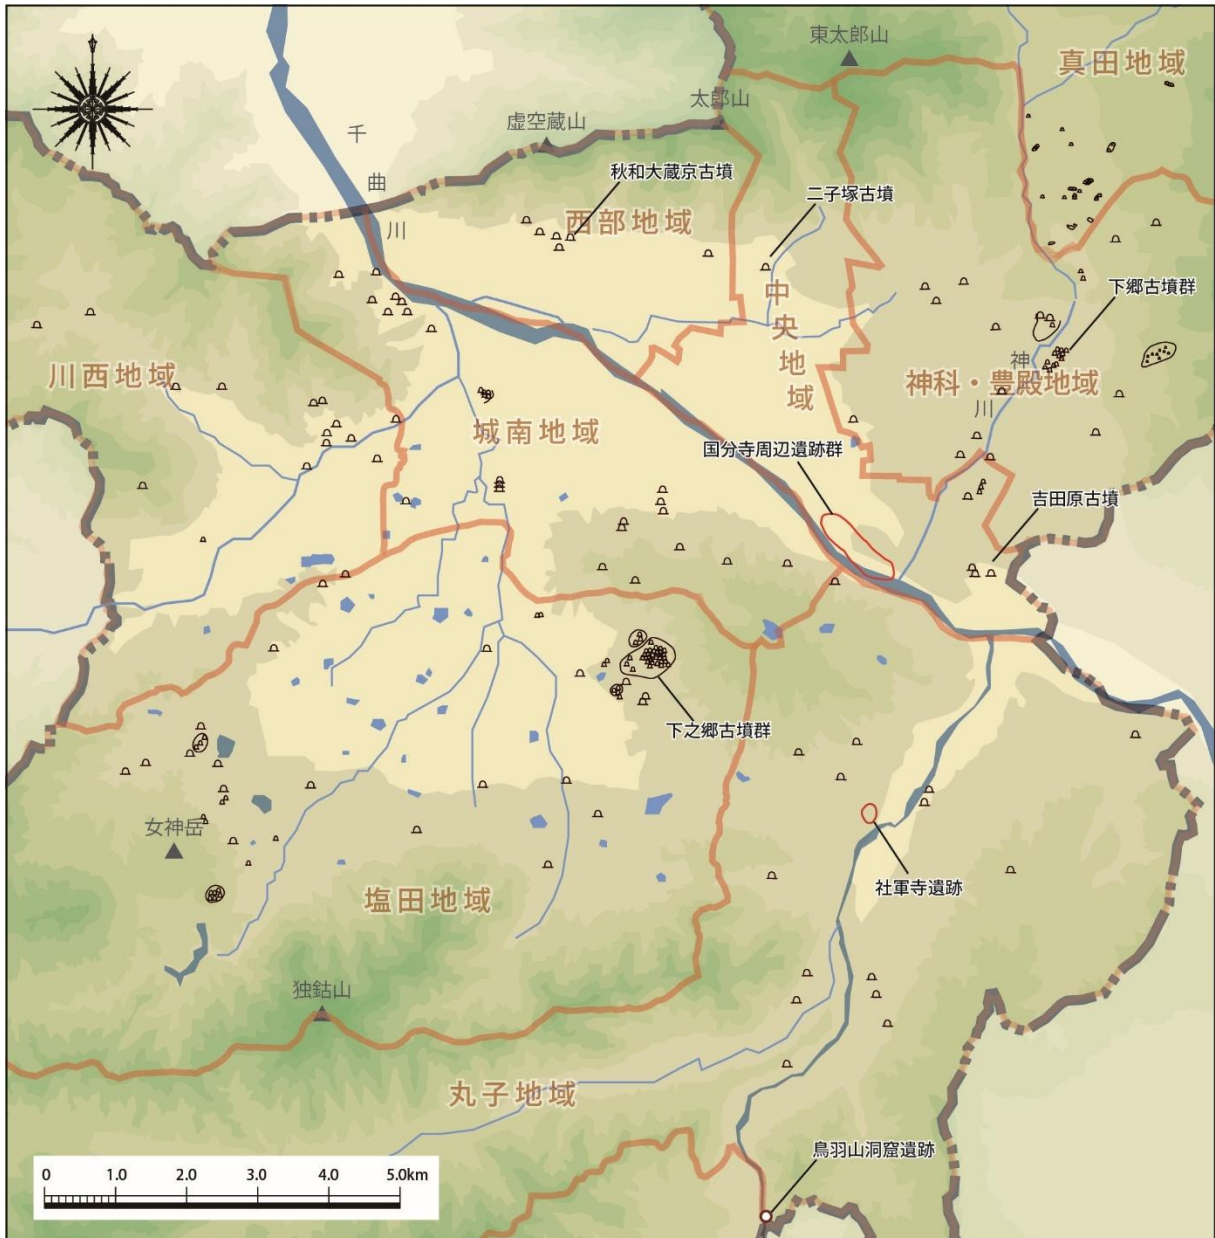 東太郎山
真田地域
太郎山
虚空蔵山
千曲川
秋和大蔵京古墳
二子塚古墳
西部地域
中央地域
下郷古墳群
神川
神科・豊殿地域
川西地域
城南地域
国分寺周辺遺跡群
吉田原古墳
下之郷古墳群
女神岳
社軍寺遺跡
塩田地域
独鈷山
丸子地域
鳥羽山洞窟遺跡
0 1.0 2.0 3.0 4.0 5.0km